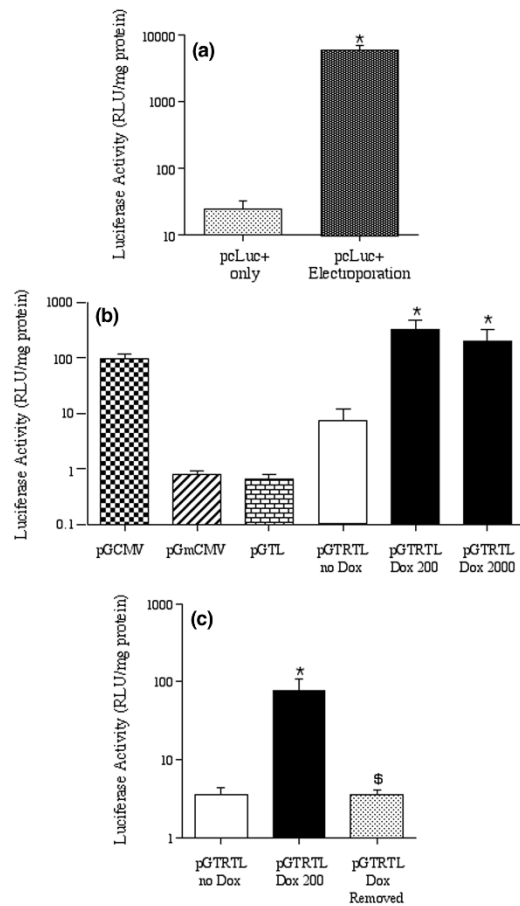 (a)
Luciferase Activity (RLU/mg protein)
10000
1000
100
10
*
pcLuc+
only
pcLuc+
Electroporation
(b)
Luciferase Activity (RLU/mg protein)
1000
100
10
1
0.1
*
*
pGCMV
pGmCMV
pGTL
pGTRTL
no Dox
pGTRTL
Dox 200
pGTRTL
Dox 2000
(c)
Luciferase Activity (RLU/mg protein)
1000
100
10
1
*
$
pGTRTL
no Dox
pGTRTL
Dox 200
pGTRTL
Dox
Removed